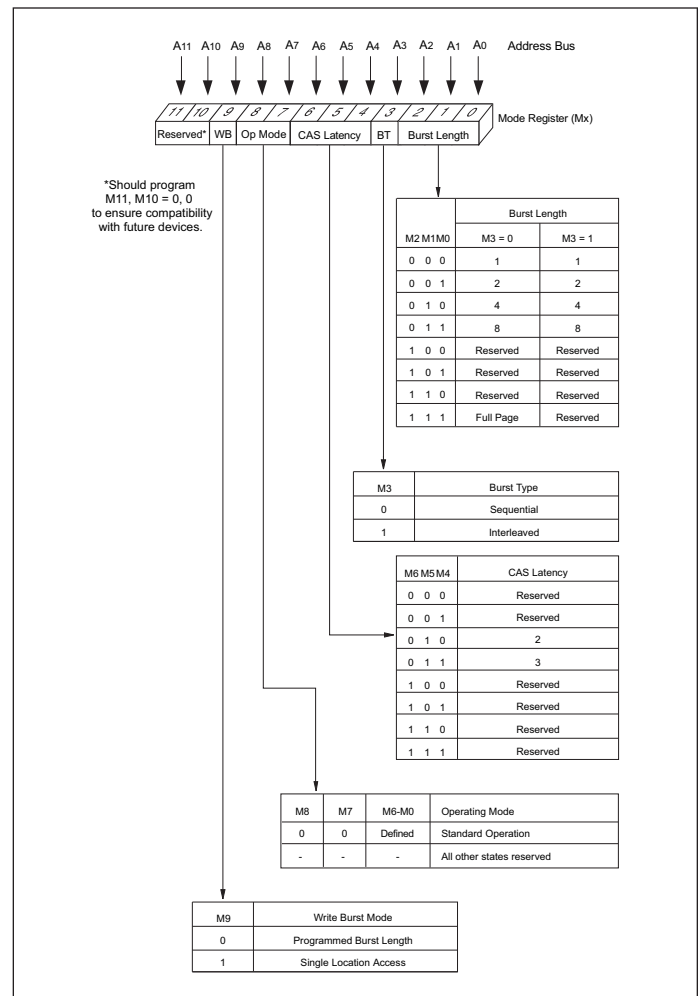 A11 A10 A9 A8 A7 A6 A5 A4 A3 A2 A1 A0 Address Bus
11 10 9 8 7 6 5 4 3 2 1 0 Mode Register (Mx)
Reserved* WB Op Mode CAS Latency BT Burst Length
*Should program
M11, M10 = 0, 0
to ensure compatibility
with future devices.
Burst Length
M2 M1M0 M3 = 0 M3 = 1
0 0 0 1 1
0 0 1 2 2
0 1 0 4 4
0 1 1 8 8
1 0 0 Reserved Reserved
1 0 1 Reserved Reserved
1 1 0 Reserved Reserved
1 1 1 Full Page Reserved
M3 Burst Type
0 Sequential
1 Interleaved
M6 M5 M4 CAS Latency
0 0 0 Reserved
0 0 1 Reserved
0 1 0 2
0 1 1 3
1 0 0 Reserved
1 0 1 Reserved
1 1 0 Reserved
1 1 1 Reserved
M8 M7 M6-M0 Operating Mode
0 0 Defined Standard Operation
- - - All other states reserved
M9 Write Burst Mode
0 Programmed Burst Length
1 Single Location Access